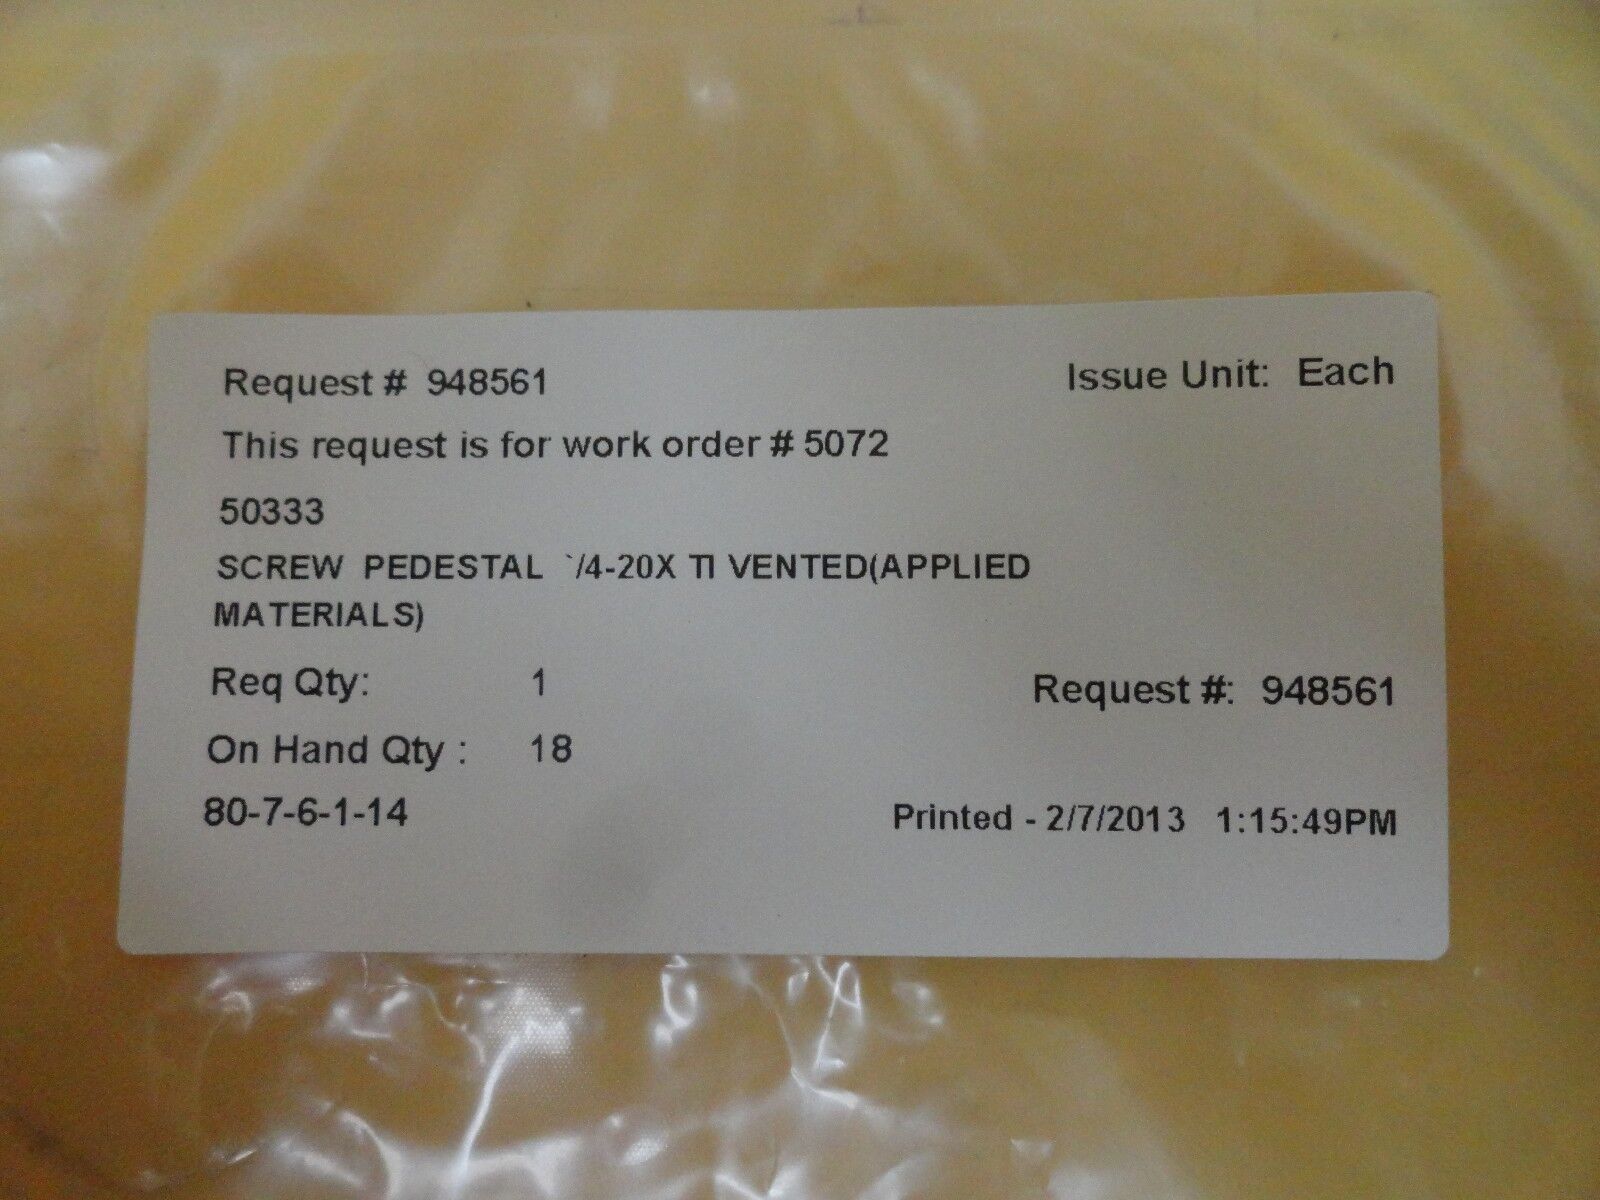 Request # 948561 Issue Unit: Each
This request is for work order # 5072
50333
SCREW PEDESTAL `/4-20X TI VENTED(APPLIED
MATERIALS)
Req Qty: 1 Request #: 948561
On Hand Qty : 18
80-7-6-1-14 Printed - 2/7/2013 1:15:49PM